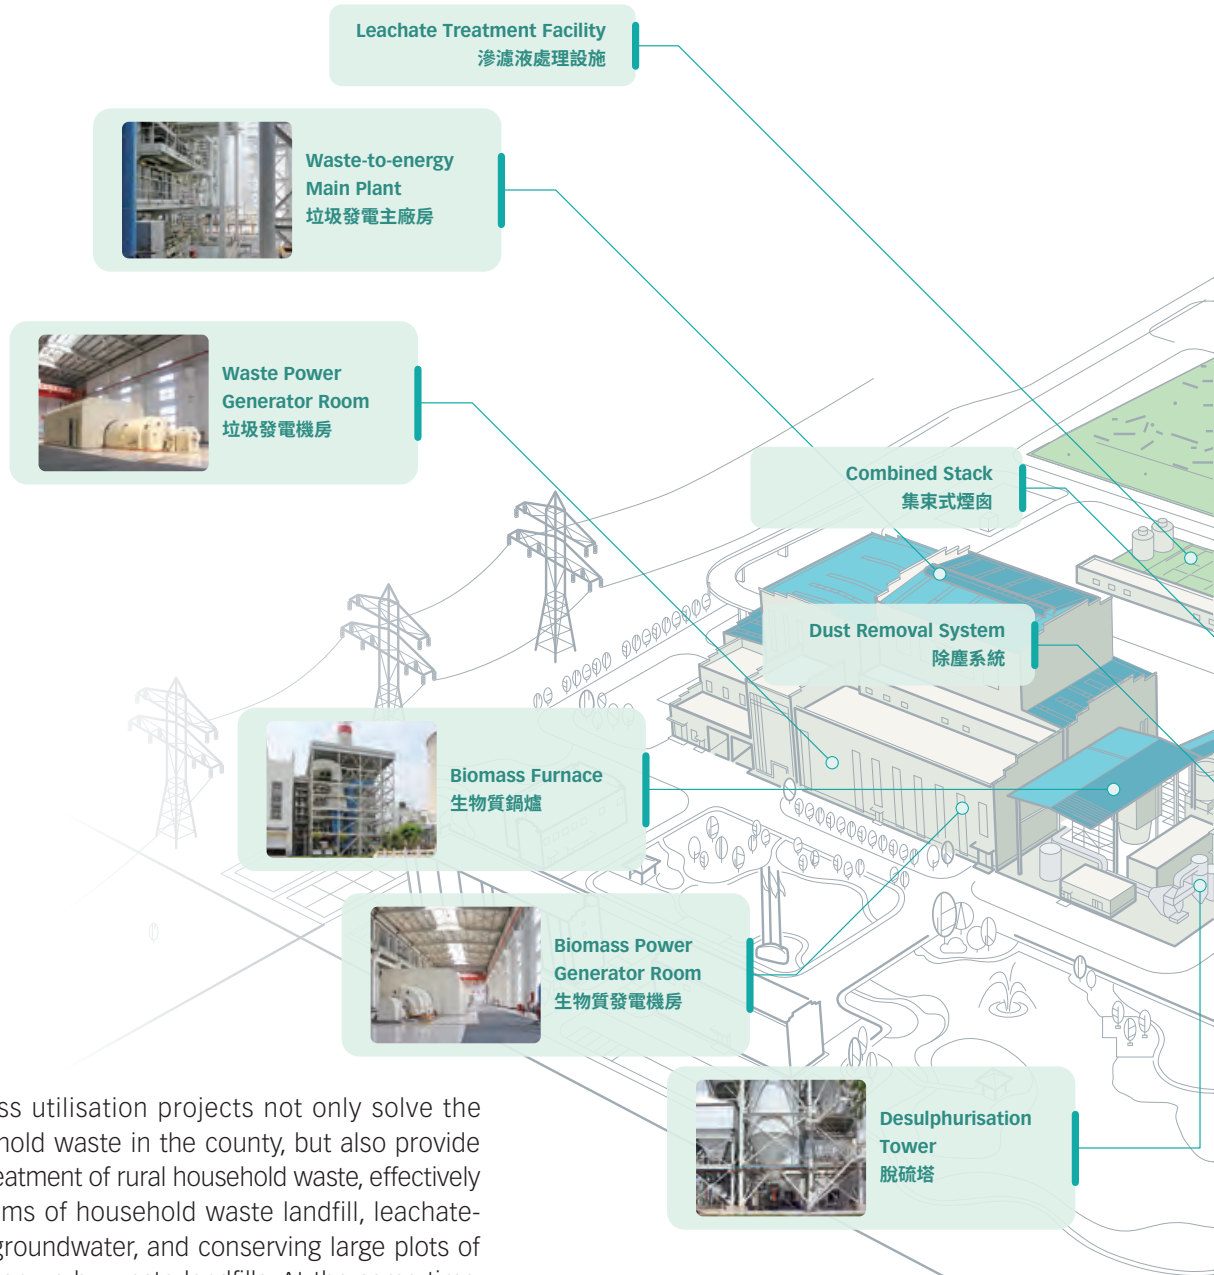 Leachate Treatment Facility
滲濾液處理設施
Waste-to-energy
Main Plant
垃圾發電主廠房
Waste Power
Generator Room
垃圾發電機房
Combined Stack
集束式煙囪
Dust Removal System
除塵系統
Biomass Furnace
生物質鍋爐
Biomass Power
Generator Room
生物質發電機房
Desulphurisation
Tower
脫硫塔
ss utilisation projects not only solve the
hold waste in the county, but also provide
eatment of rural household waste, effectively
ms of household waste landfill, leachate-
groundwater, and conserving large plots of